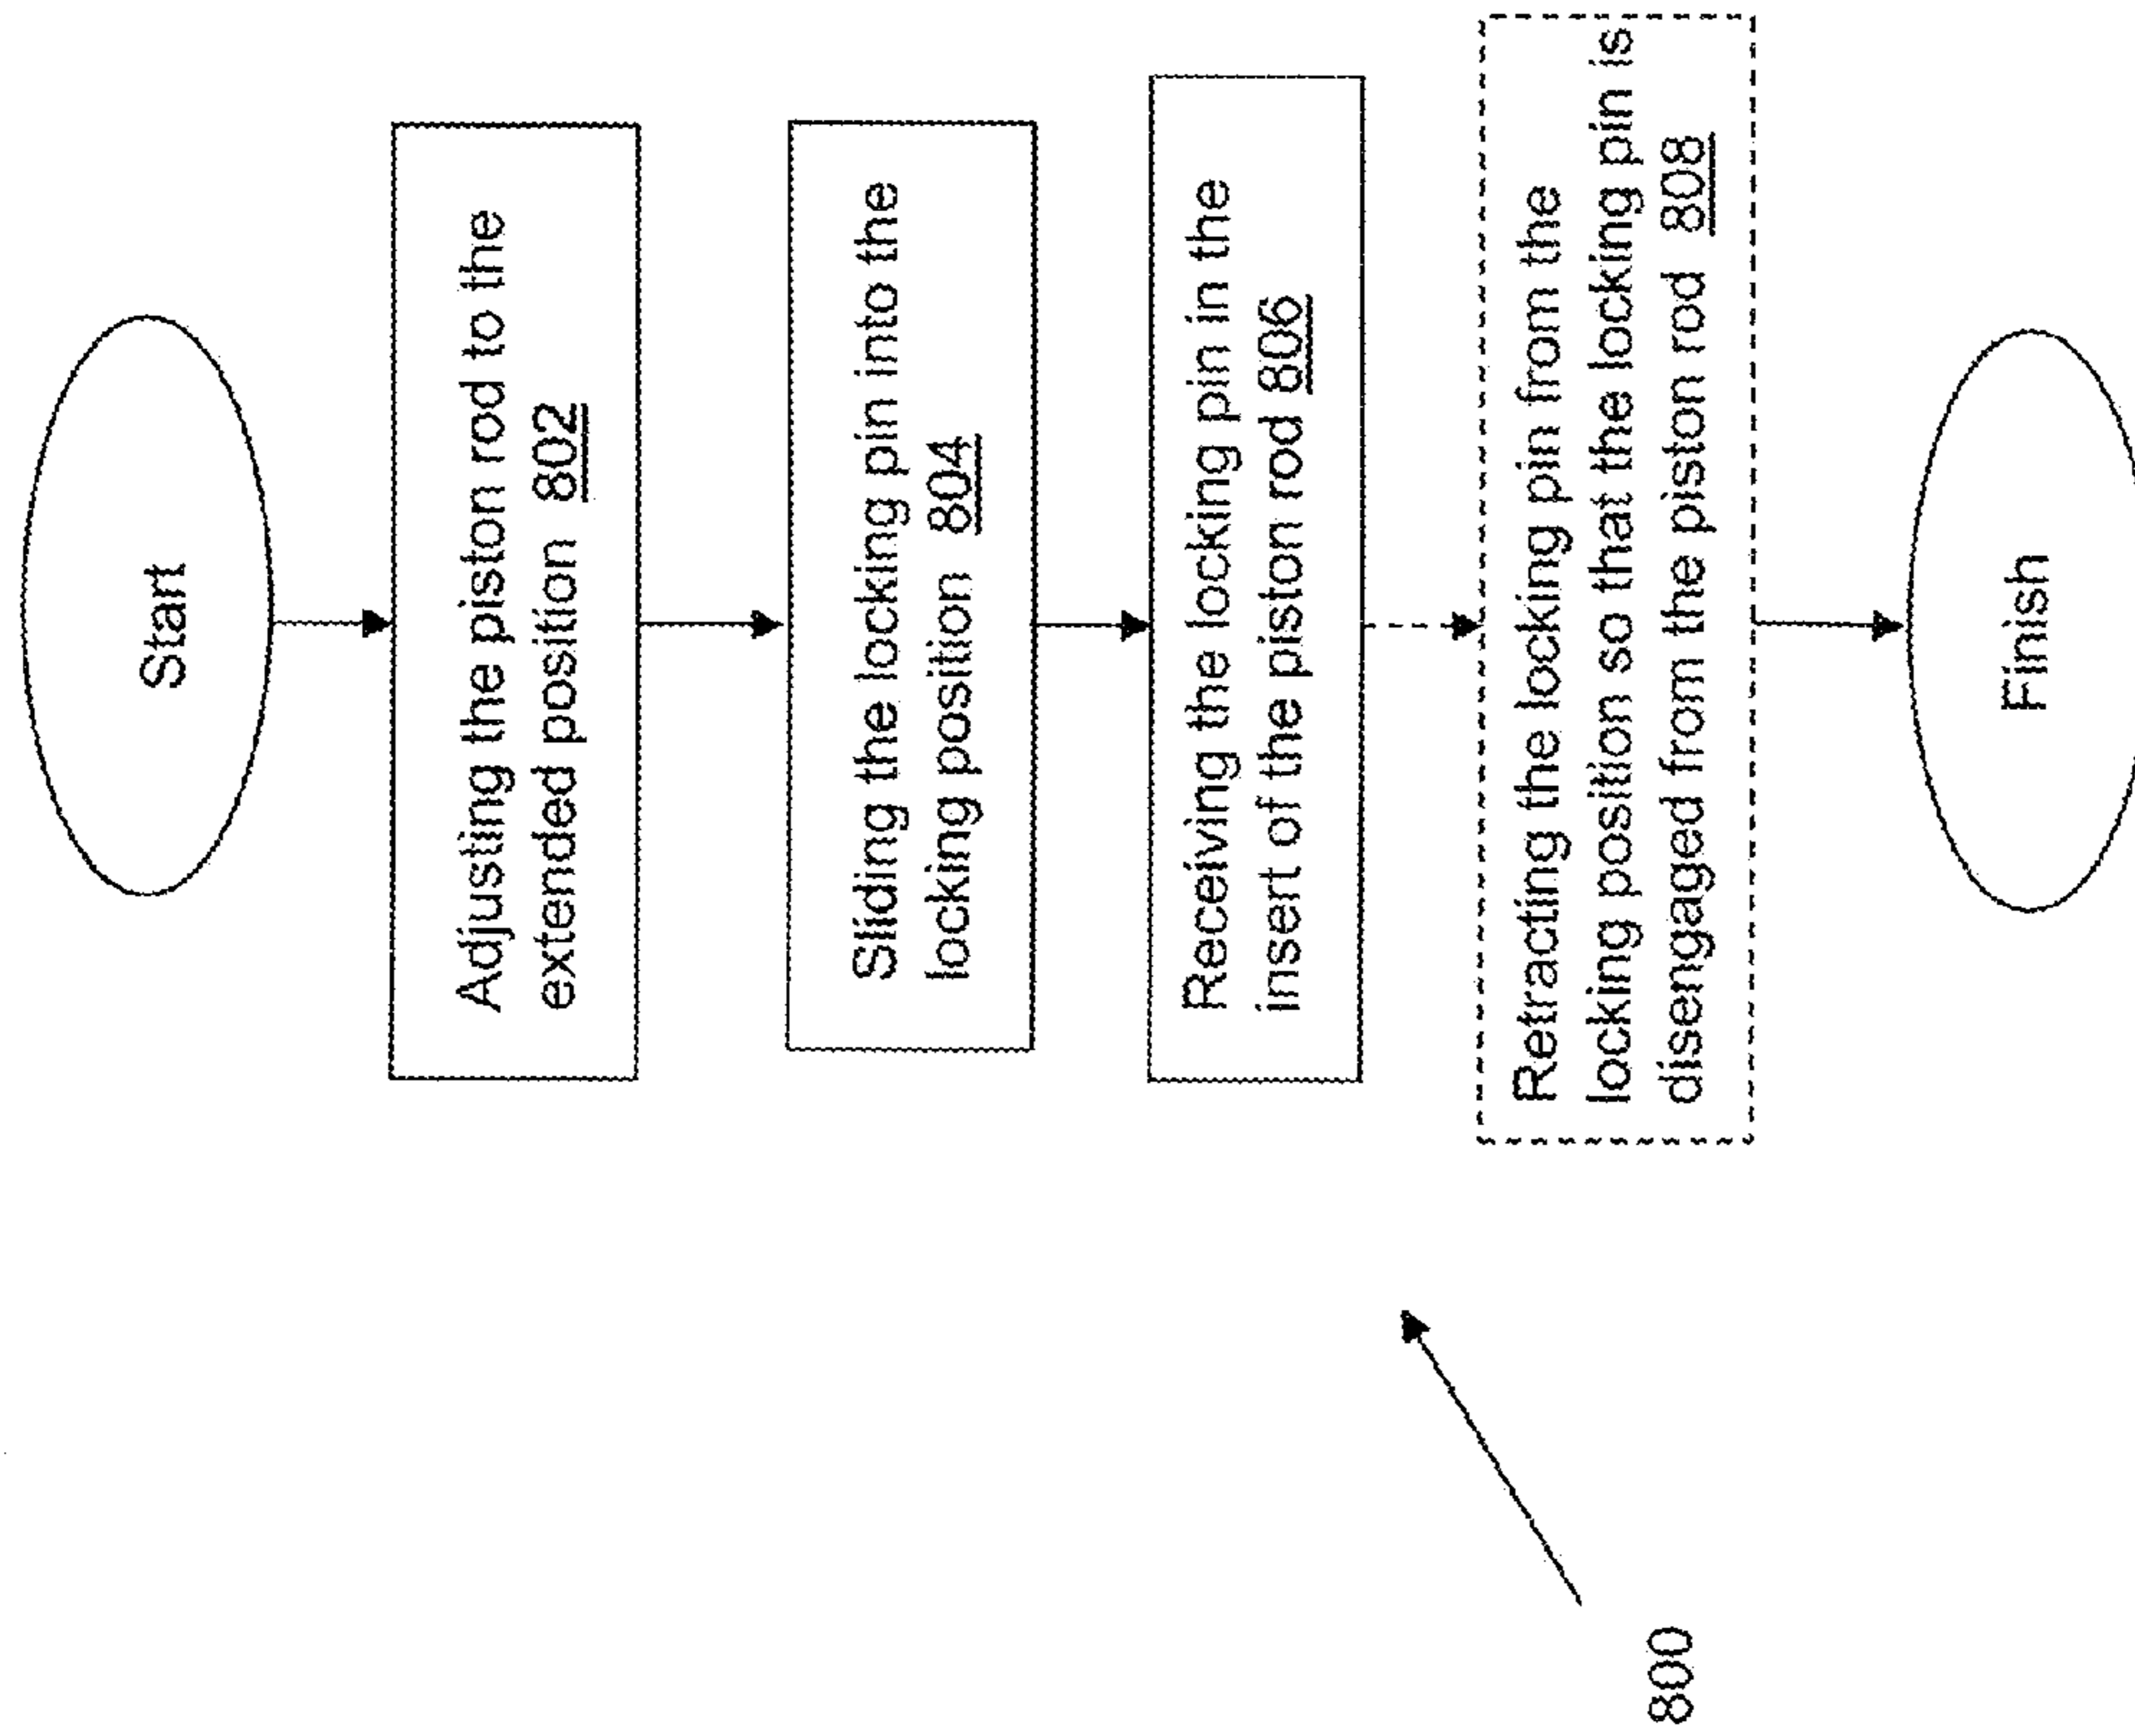 Start
Adjusting the piston rod to the
extended position 802
Sliding the locking pin into the
locking position 804
Receiving the locking pin in the
insert of the piston rod 806
Retracting the locking pin from the
locking position so that the locking pin is
disengaged from the piston rod 808
Finish
800